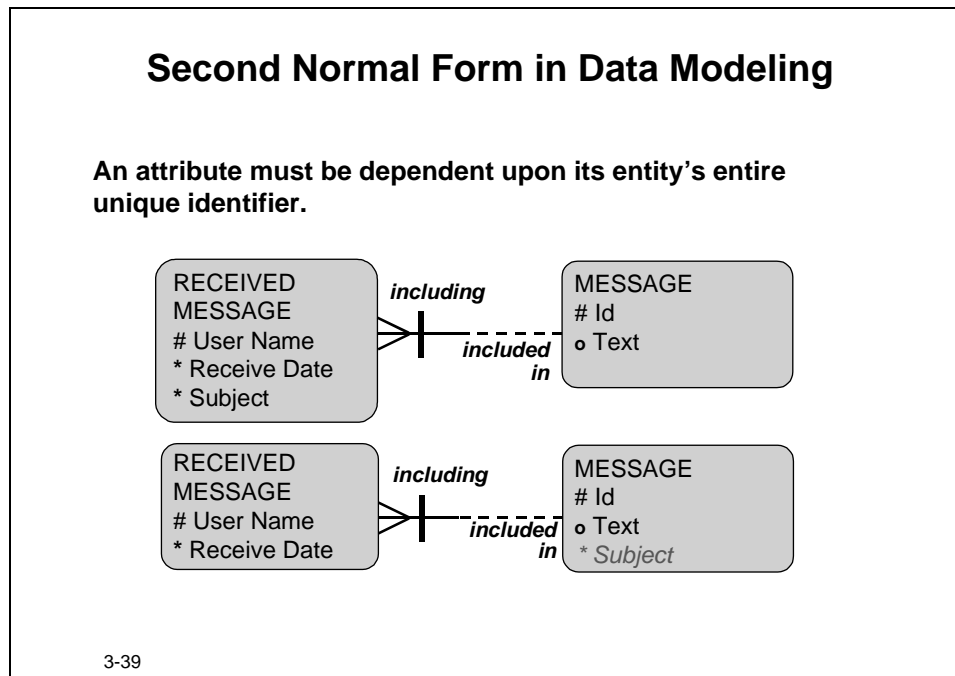 Second Normal Form in Data Modeling
An attribute must be dependent upon its entity’s entire
unique identifier.
RECEIVED
MESSAGE
# User Name
* Receive Date
* Subject
including
included
in
MESSAGE
# Id
o Text
RECEIVED
MESSAGE
# User Name
* Receive Date
including
included
in
MESSAGE
# Id
o Text
* Subject
3-39